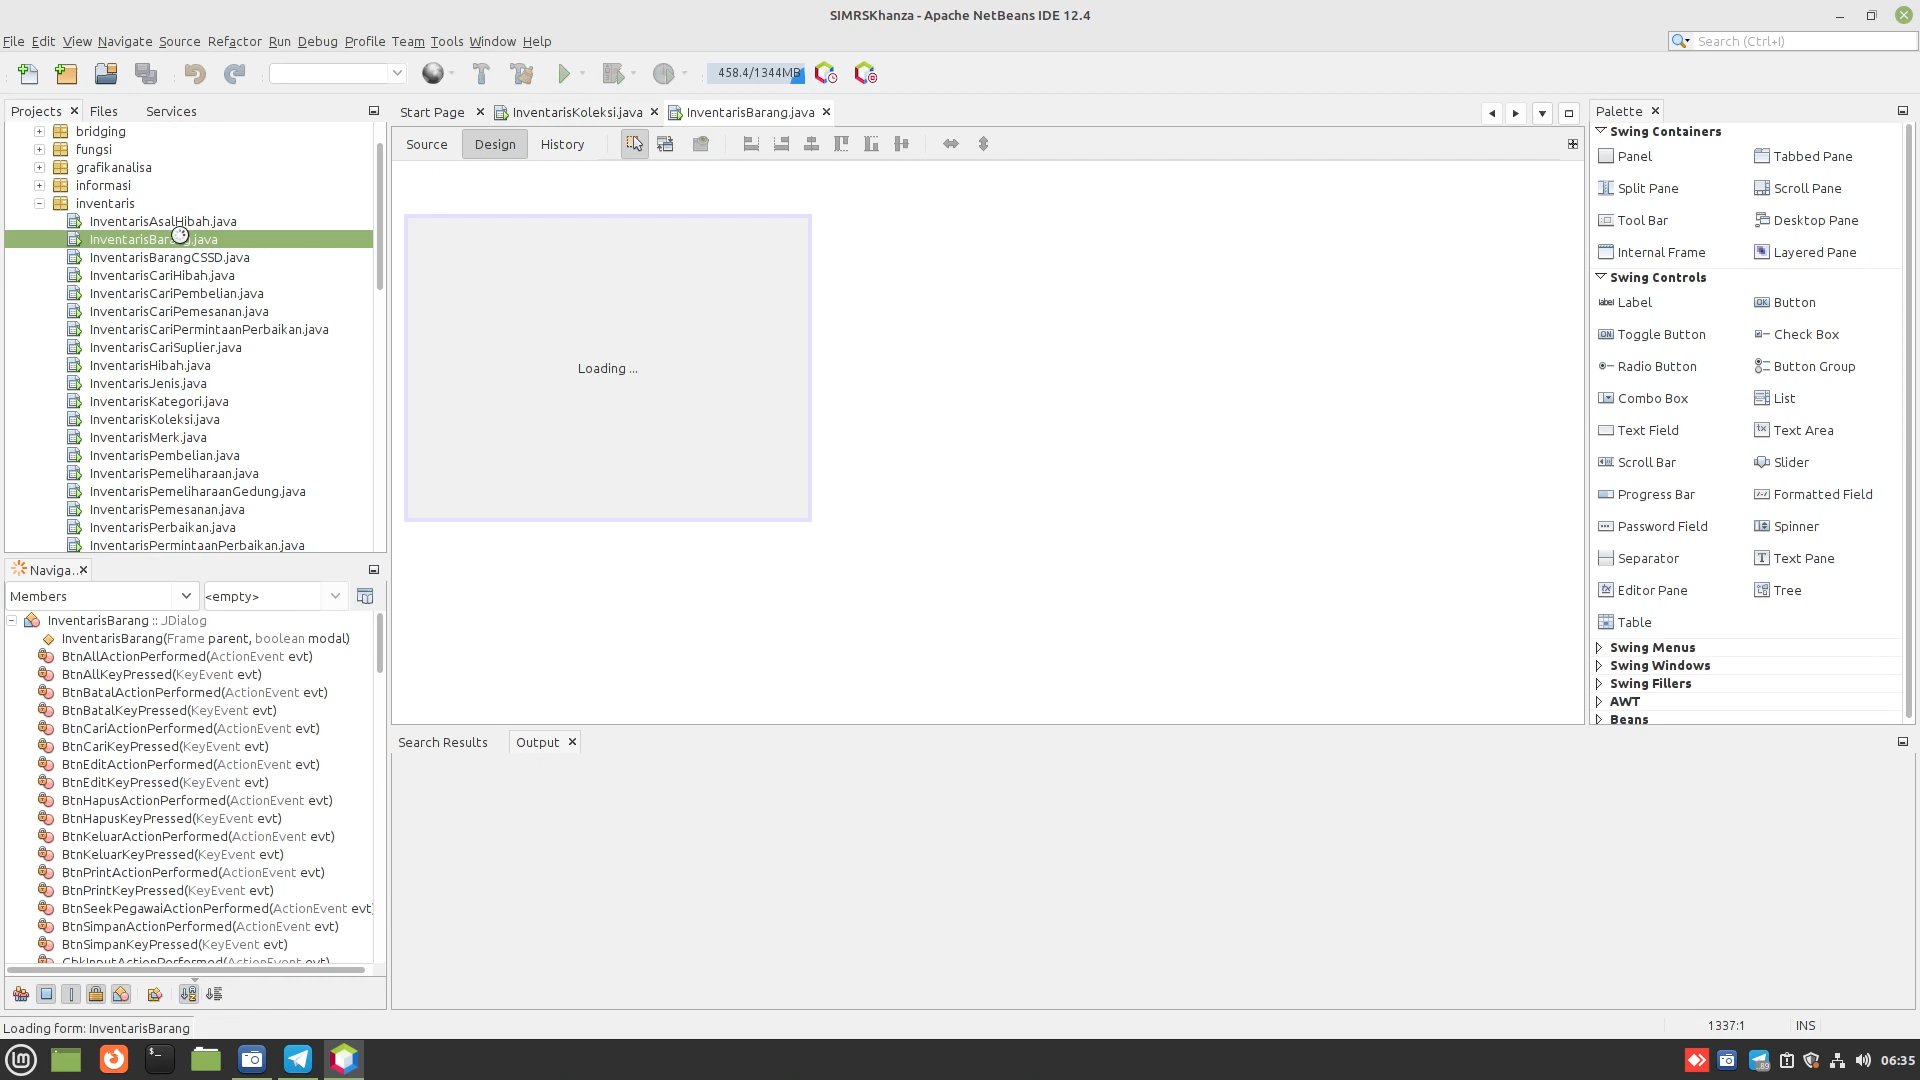 SIMRSKhanza - Apache NetBeans IDE 12.4
File Edit View Navigate Source Refactor Run Debug Profile Team Tools Window Help
Search (Ctrl+I)
458.4/1344MB
Projects Files Services
Start Page InventarisKoleksi.java InventarisBarang.java
Palette
Source Design History
bridging
fungsi
grafikanalisa
informasi
inventaris
InventarisAsalHibah.java
InventarisBarang.java
InventarisBarangCSSD.java
InventarisCariHibah.java
InventarisCariPembelian.java
InventarisCariPemesanan.java
InventarisCariPermintaanPerbaikan.java
InventarisCariSuplier.java
InventarisHibah.java
InventarisJenis.java
InventarisKategori.java
InventarisKoleksi.java
InventarisMerk.java
InventarisPembelian.java
InventarisPemeliharaan.java
InventarisPemeliharaanGedung.java
InventarisPemesanan.java
InventarisPerbaikan.java
InventarisPermintaanPerbaikan.java
Loading ...
Swing Containers
Panel Tabbed Pane
Split Pane Scroll Pane
Tool Bar Desktop Pane
Internal Frame Layered Pane
Swing Controls
label Label OK Button
ON Toggle Button Check Box
Radio Button Button Group
Combo Box List
Text Field Text Area
Scroll Bar Slider
Progress Bar Formatted Field
Password Field Spinner
Separator Text Pane
Editor Pane Tree
Table
Swing Menus
Swing Windows
Swing Fillers
AWT
Beans
Naviga...
Members <empty>
InventarisBarang :: JDialog
InventarisBarang(Frame parent, boolean modal)
BtnAllActionPerformed(ActionEvent evt)
BtnAllKeyPressed(KeyEvent evt)
BtnBatalActionPerformed(ActionEvent evt)
BtnBatalKeyPressed(KeyEvent evt)
BtnCariActionPerformed(ActionEvent evt)
BtnCariKeyPressed(KeyEvent evt)
BtnEditActionPerformed(ActionEvent evt)
BtnEditKeyPressed(KeyEvent evt)
BtnHapusActionPerformed(ActionEvent evt)
BtnHapusKeyPressed(KeyEvent evt)
BtnKeluarActionPerformed(ActionEvent evt)
BtnKeluarKeyPressed(KeyEvent evt)
BtnPrintActionPerformed(ActionEvent evt)
BtnPrintKeyPressed(KeyEvent evt)
BtnSeekPegawaiActionPerformed(ActionEvent evt)
BtnSimpanActionPerformed(ActionEvent evt)
BtnSimpanKeyPressed(KeyEvent evt)
ChkInputActionPerformed(ActionEvent evt)
Search Results Output
Loading form: InventarisBarang
1337:1 INS
06:35